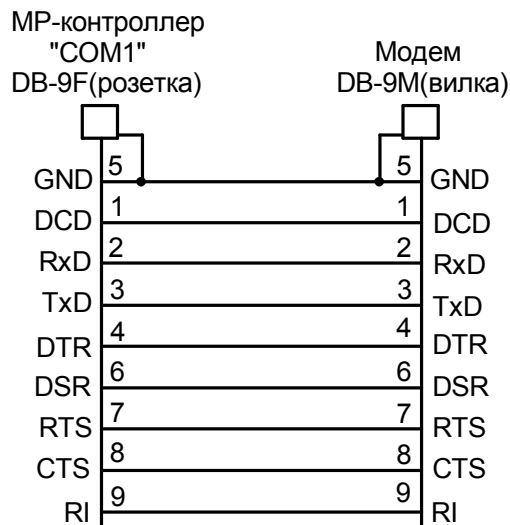 МР-контроллер
"COM1"
DB-9F(розетка)
Модем
DB-9M(вилка)
GND 5 5 GND
DCD 1 1 DCD
RxD 2 2 RxD
TxD 3 3 TxD
DTR 4 4 DTR
DSR 6 6 DSR
RTS 7 7 RTS
CTS 8 8 CTS
RI 9 9 RI